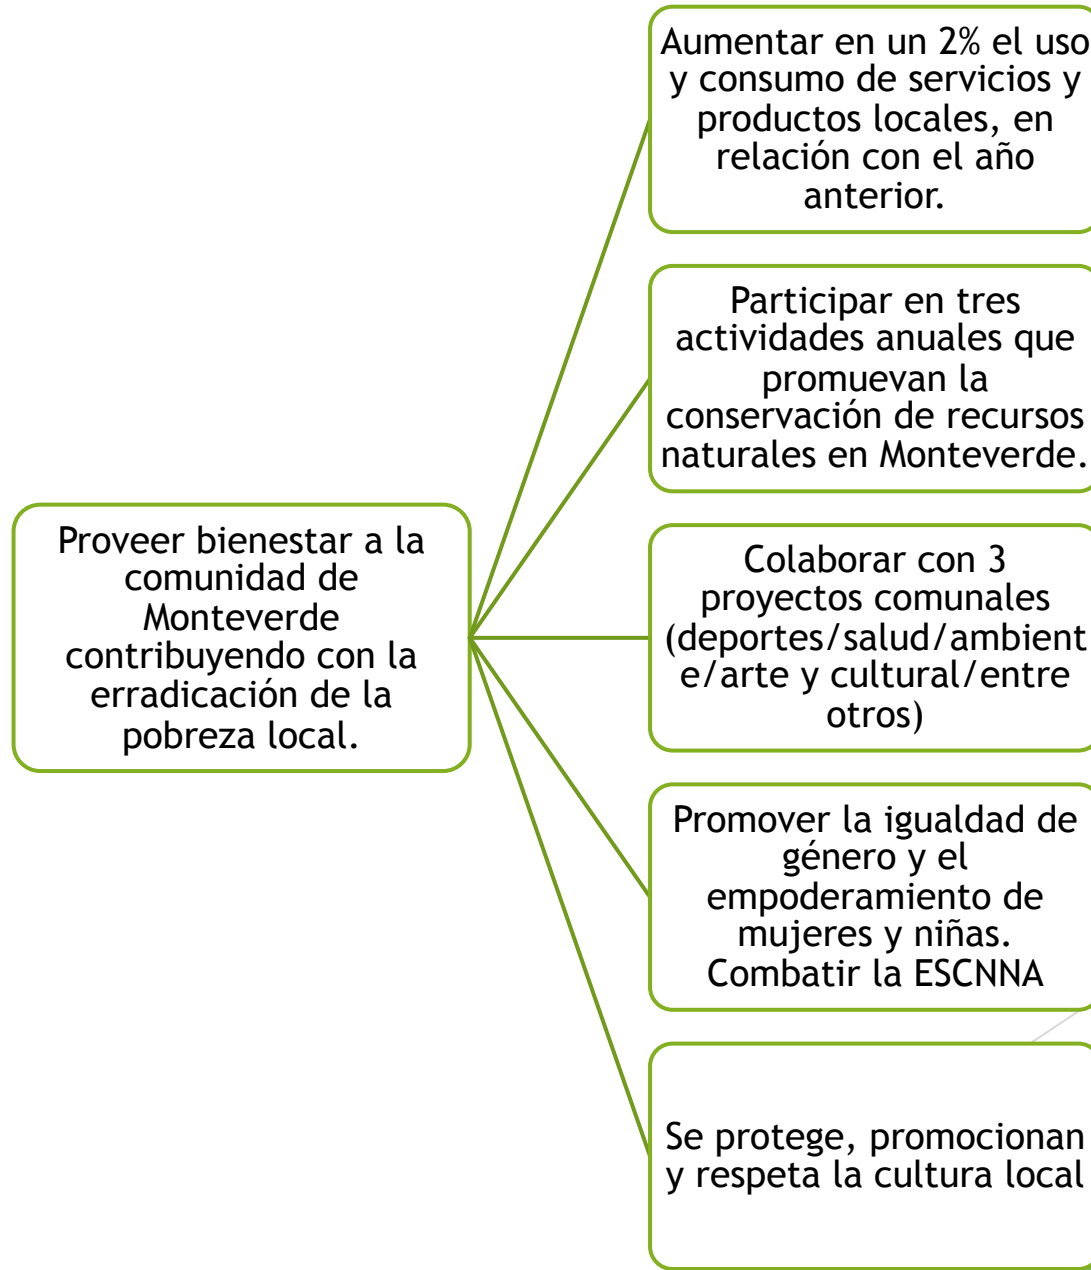 Aumentar en un 2% el uso
y consumo de servicios y
productos locales, en
relación con el año
anterior.
Participar en tres
actividades anuales que
promuevan la
conservación de recursos
naturales en Monteverde.
Proveer bienestar a la
comunidad de
Monteverde
contribuyendo con la
erradicación de la
pobreza local.
Colaborar con 3
proyectos comunales
(deportes/salud/ambient
e/arte y cultural/entre
otros)
Promover la igualdad de
género y el
empoderamiento de
mujeres y niñas.
Combatir la ESCNNA
Se protege, promocionan
y respeta la cultura local